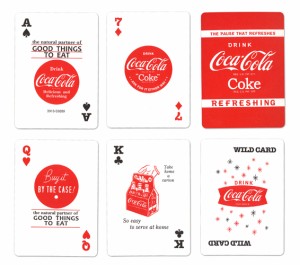 A
the natural partner of
GOOD THINGS
TO EAT
Drink
Coca-Cola
Delicious and
Refreshing
A
7
DRINK
Coca-Cola
"Coke"
7
THE PAUSE THAT REFRESHES
DRINK
Coca-Cola
Coke
REFRESHING
Q
Buy it
BY THE CASE!
the natural partner of
GOOD THINGS
TO EAT
Q
K
Take
home
a carton
So easy
to serve at home
K
WILD CARD
DRINK
Coca-Cola
WILD CARD